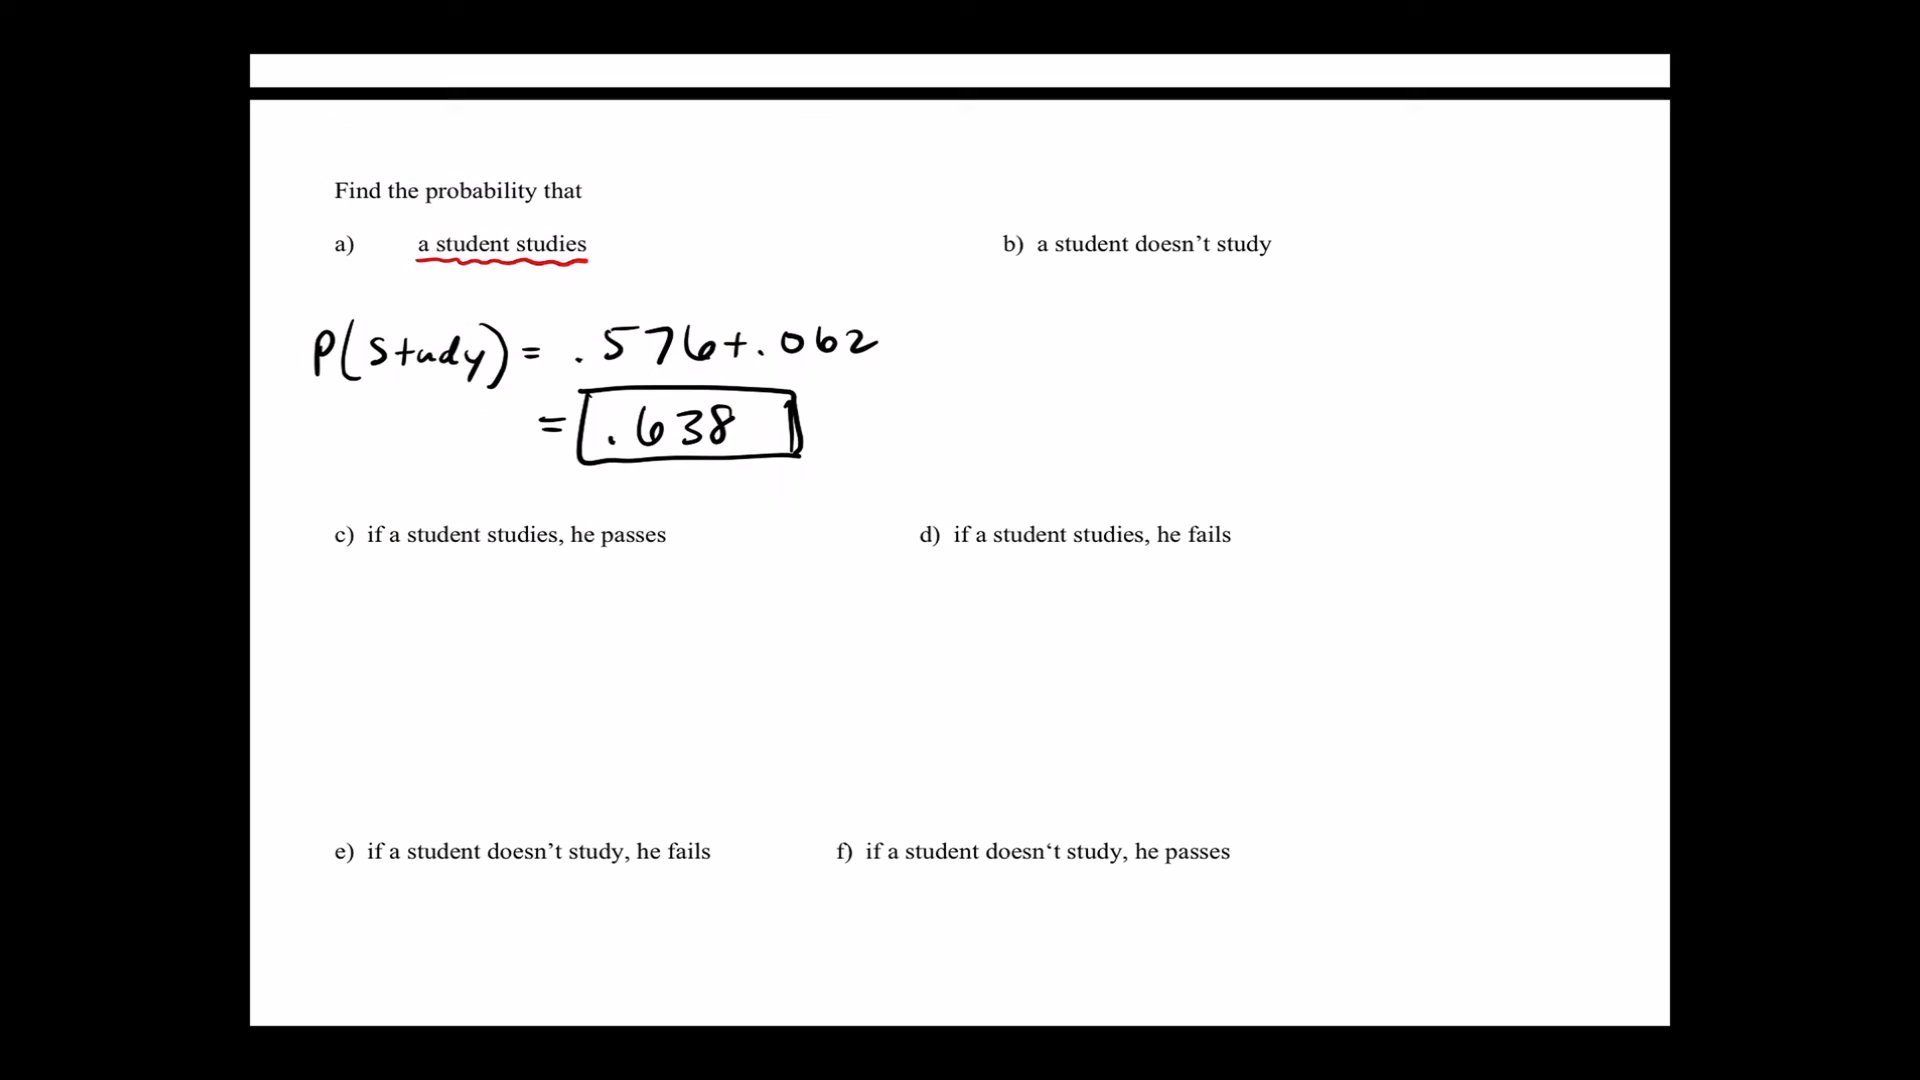 Find the probability that
a) a student studies
b) a student doesn’t study
P(Study) = .576+.062
= .638
c) if a student studies, he passes
d) if a student studies, he fails
e) if a student doesn’t study, he fails
f) if a student doesn‘t study, he passes